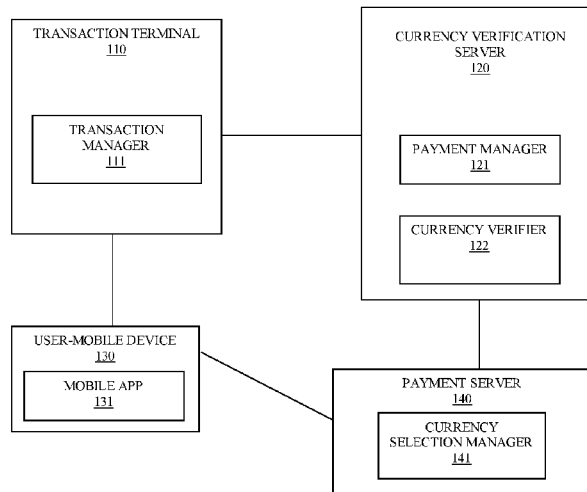 TRANSACTION TERMINAL
110
TRANSACTION
MANAGER
111
CURRENCY VERIFICATION
SERVER
120
PAYMENT MANAGER
121
CURRENCY VERIFIER
122
USER-MOBILE DEVICE
130
MOBILE APP
131
PAYMENT SERVER
140
CURRENCY
SELECTION MANAGER
141